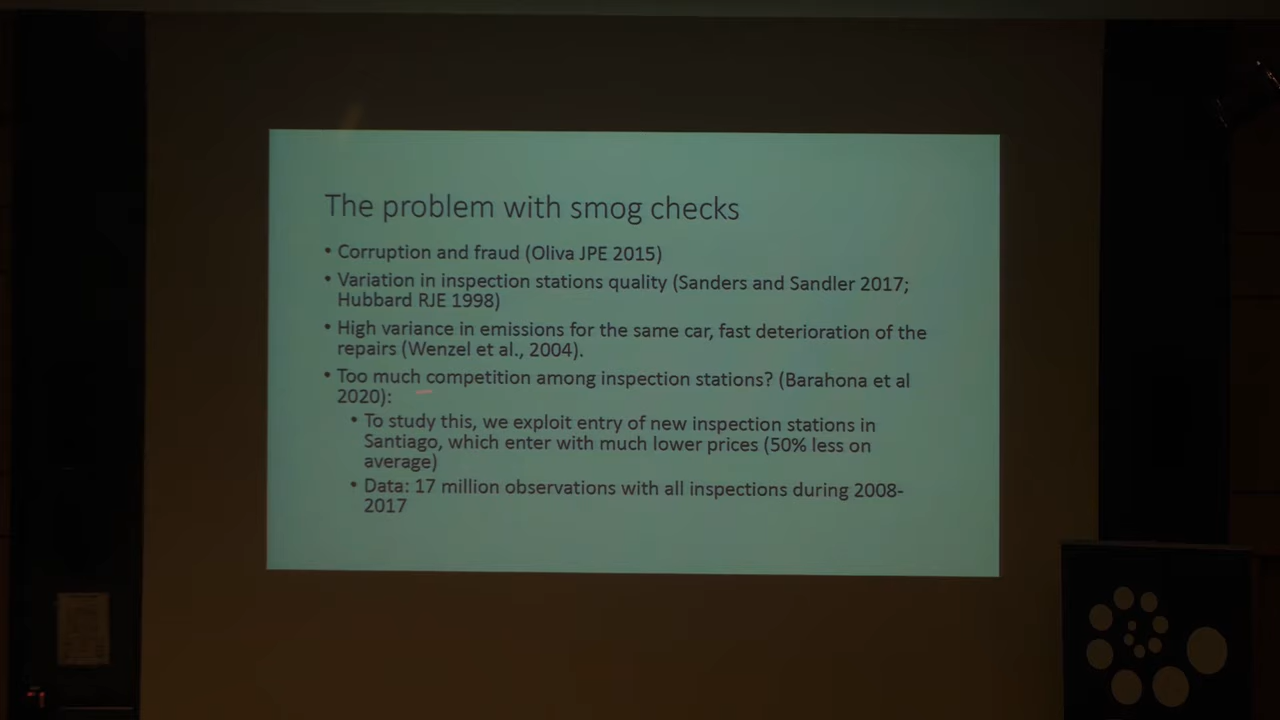 The problem with smog checks
• Corruption and fraud (Oliva JPE 2015)
• Variation in inspection stations quality (Sanders and Sandler 2017;
Hubbard RJE 1998)
• High variance in emissions for the same car, fast deterioration of the
repairs (Wenzel et al., 2004).
• Too much competition among inspection stations? (Barahona et al
2020):
• To study this, we exploit entry of new inspection stations in
Santiago, which enter with much lower prices (50% less on
average)
• Data: 17 million observations with all inspections during 2008-
2017